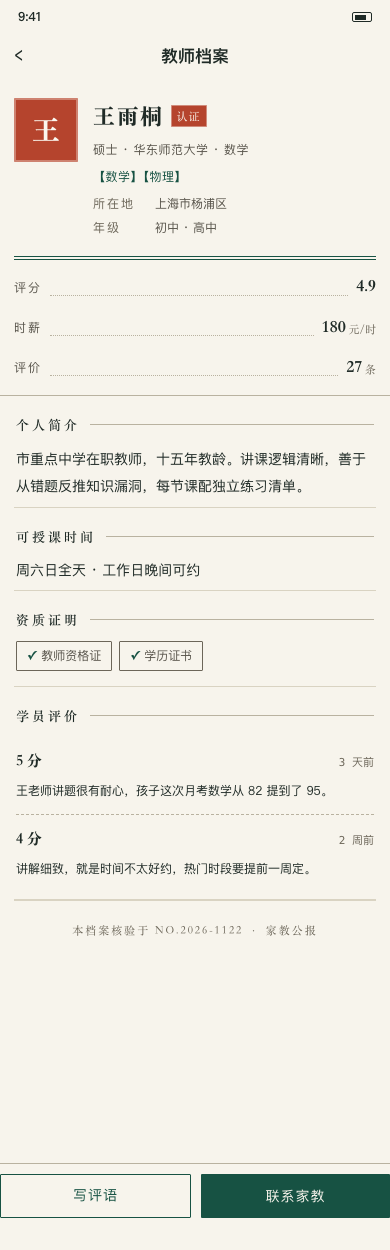 9:41
教师档案
王
王雨桐 认证
硕士 · 华东师范大学 · 数学
【数学】【物理】
所在地 上海市杨浦区
年级 初中 · 高中
评分 4.9
时薪 180 元/时
评价 27 条
个人简介
市重点中学在职教师，十五年教龄。讲课逻辑清晰，善于
从错题反推知识漏洞，每节课配独立练习清单。
可授课时间
周六日全天 · 工作日晚间可约
资质证明
✓ 教师资格证 ✓ 学历证书
学员评价
5 分 3 天前
王老师讲题很有耐心，孩子这次月考数学从 82 提到了 95。
4 分 2 周前
讲解细致，就是时间不太好约，热门时段要提前一周定。
本档案核验于 NO.2026-1122 · 家教公报
写评语 联系家教